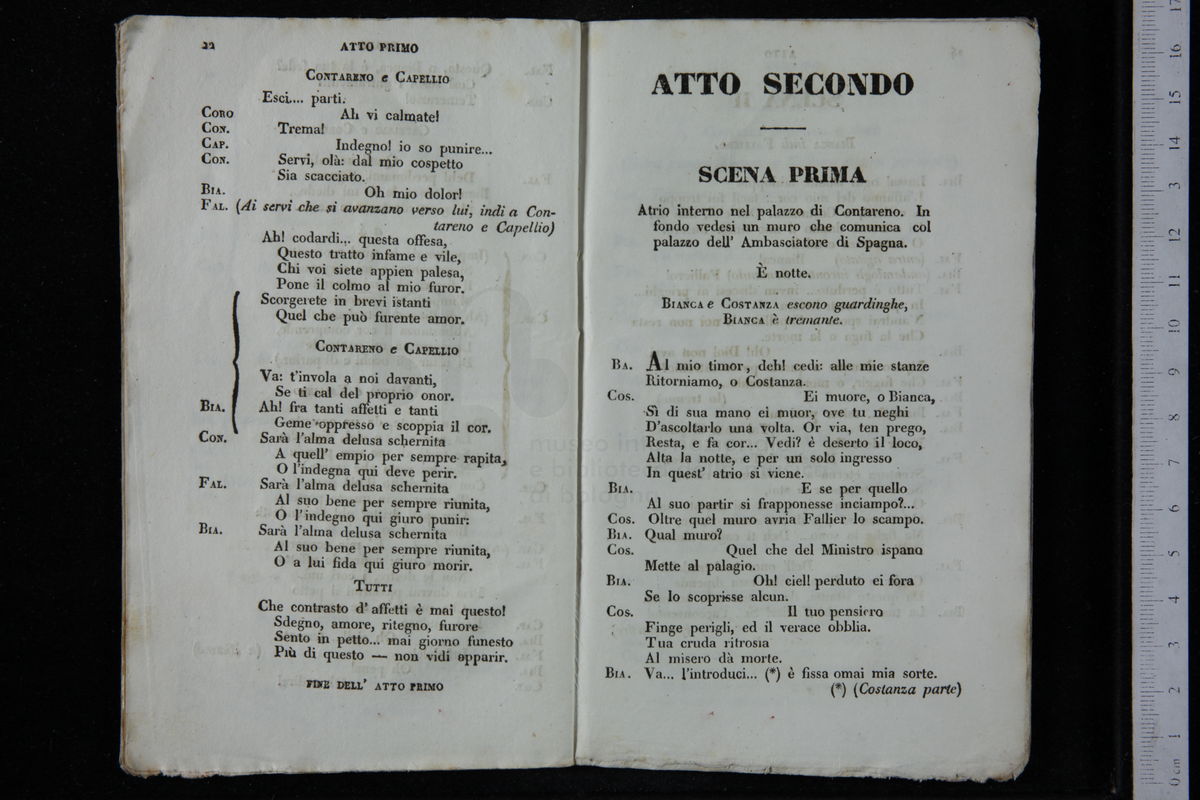 22 ATTO PRIMO
CONTARENO e CAPELLIO
Esci.... parti.
CORO Ah vi calmate!
CON. Trema!
CAP. Indegno! io so punire...
CON. Servi, olà: dal mio cospetto
Sia scacciato.
BIA. Oh mio dolor!
FAL. (Ai servi che si avanzano verso lui, indi a Con-
tareno e Capellio)
Ah! codardi... questa offesa,
Questo tratto infame e vile,
Chi voi siete appien palesa,
Pone il colmo al mio furor.
Scorgerete in brevi istanti
Quel che può furente amor.
CONTARENO e CAPELLIO
Va: t'invola a noi davanti,
Se ti cal del proprio onor.
BIA. Ah! fra tanti affetti e tanti
Geme oppresso e scoppia il cor.
CON. Sarà l'alma delusa schernita
A quell' empio per sempre rapita,
O l'indegna qui deve perir.
FAL. Sarà l'alma delusa schernita
Al suo bene per sempre riunita,
O l'indegno qui giuro punir:
BIA. Sarà l'alma delusa schernita
Al suo bene per sempre riunita,
O a lui fida qui giuro morir.
TUTTI
Che contrasto d'affetti è mai questo!
Sdegno, amore, ritegno, furore
Sento in petto... mai giorno funesto
Più di questo — non vidi apparir.
FINE DELL' ATTO PRIMO
ATTO SECONDO
SCENA PRIMA
Atrio interno nel palazzo di Contareno. In
fondo vedesi un muro che comunica col
palazzo dell' Ambasciatore di Spagna.
È notte.
BIANCA e COSTANZA escono guardinghe,
BIANCA è tremante.
BA. Al mio timor, deh! cedi: alle mie stanze
Ritorniamo, o Costanza.
COS. Ei muore, o Bianca,
Sì di sua mano ei muor, ove tu neghi
D'ascoltarlo una volta. Or via, ten prego,
Resta, e fa cor... Vedi? è deserto il loco,
Alta la notte, e per un solo ingresso
In quest' atrio si viene.
BIA. E se per quello
Al suo partir si frapponesse inciampo?...
COS. Oltre quel muro avria Fallier lo scampo.
BIA. Qual muro?
COS. Quel che del Ministro ispano
Mette al palagio.
BIA. Oh! ciel! perduto ei fora
Se lo scoprisse alcun.
COS. Il tuo pensiero
Finge perigli, ed il verace obblia.
Tua cruda ritrosia
Al misero dà morte.
BIA. Va... l'introduci... (*) è fissa omai mia sorte.
(*) (Costanza parte)